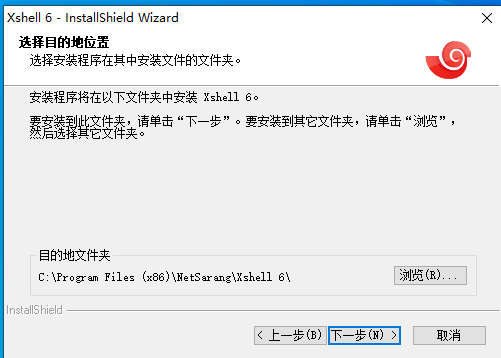 Xshell 6 - InstallShield Wizard
选择目的地位置
选择安装程序在其中安装文件的文件夹。
安装程序将在以下文件夹中安装 Xshell 6。
要安装到此文件夹，请单击“下一步”。要安装到其它文件夹，请单击“浏览”，
然后选择其它文件夹。
目的地文件夹
C:\Program Files (x86)\NetSarang\Xshell 6\
浏览(R)...
InstallShield
< 上一步(B)
下一步(N) >
取消